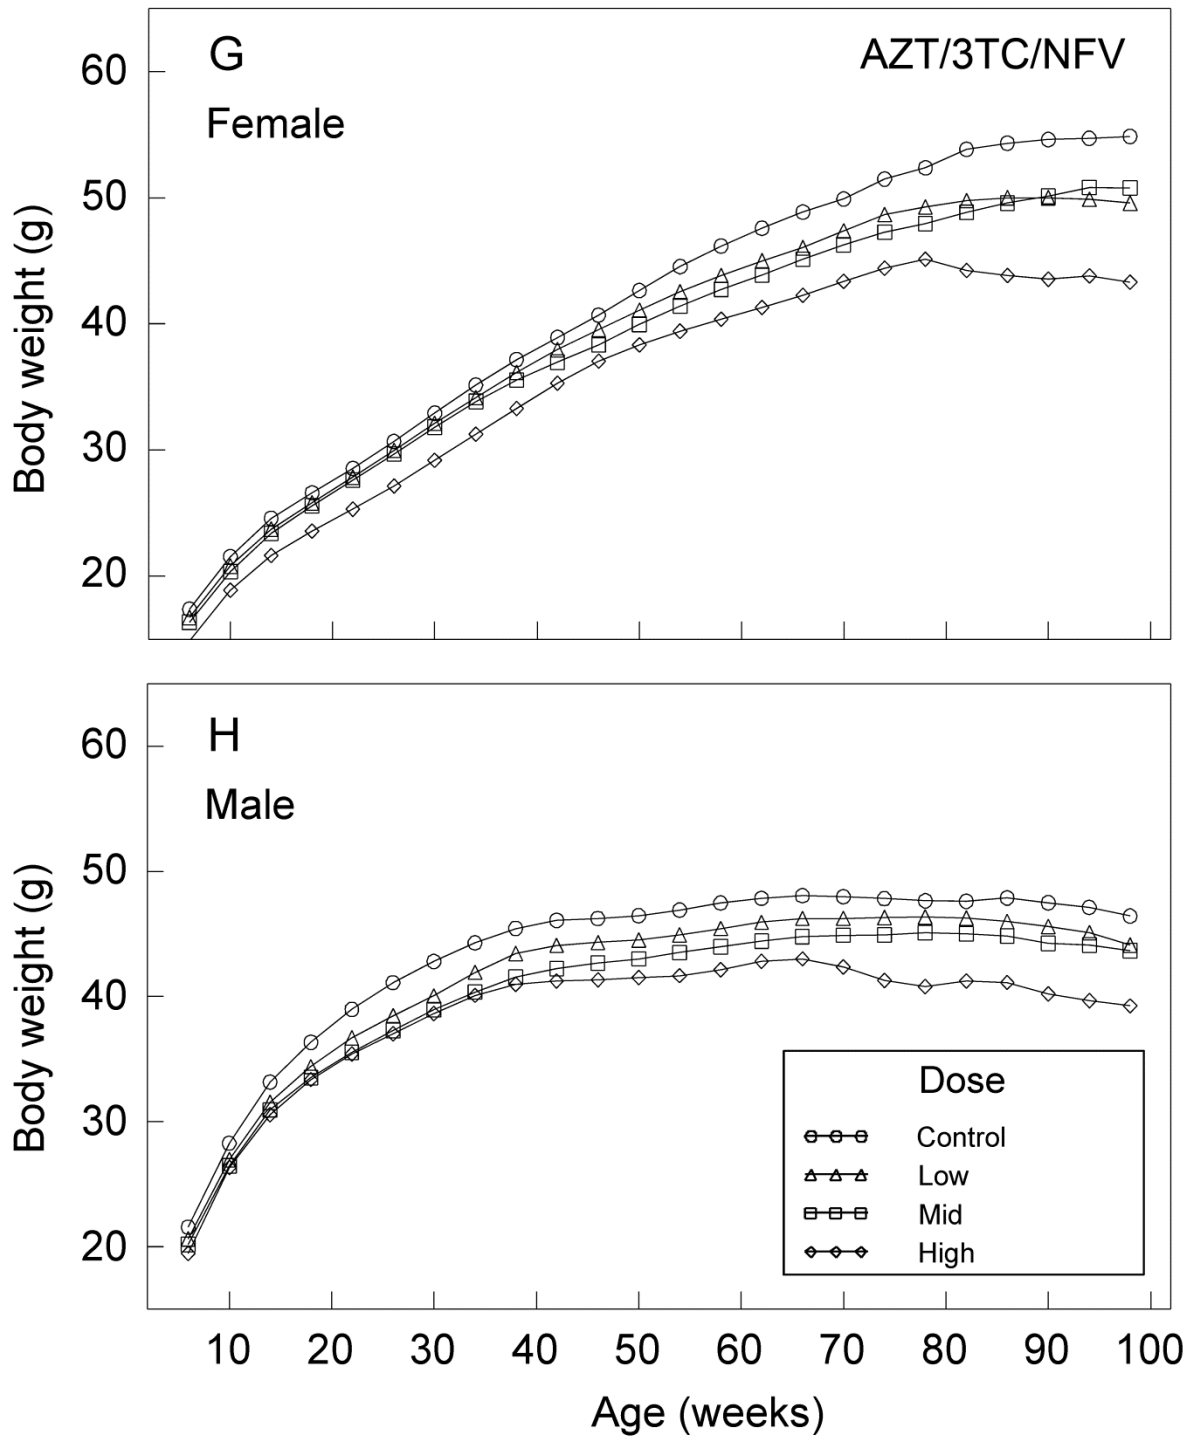 G
AZT/3TC/NFV
Female
60
50
40
30
20
Body weight (g)
H
Male
60
50
40
30
20
Body weight (g)
Dose
Control
Low
Mid
High
10 20 30 40 50 60 70 80 90 100
Age (weeks)